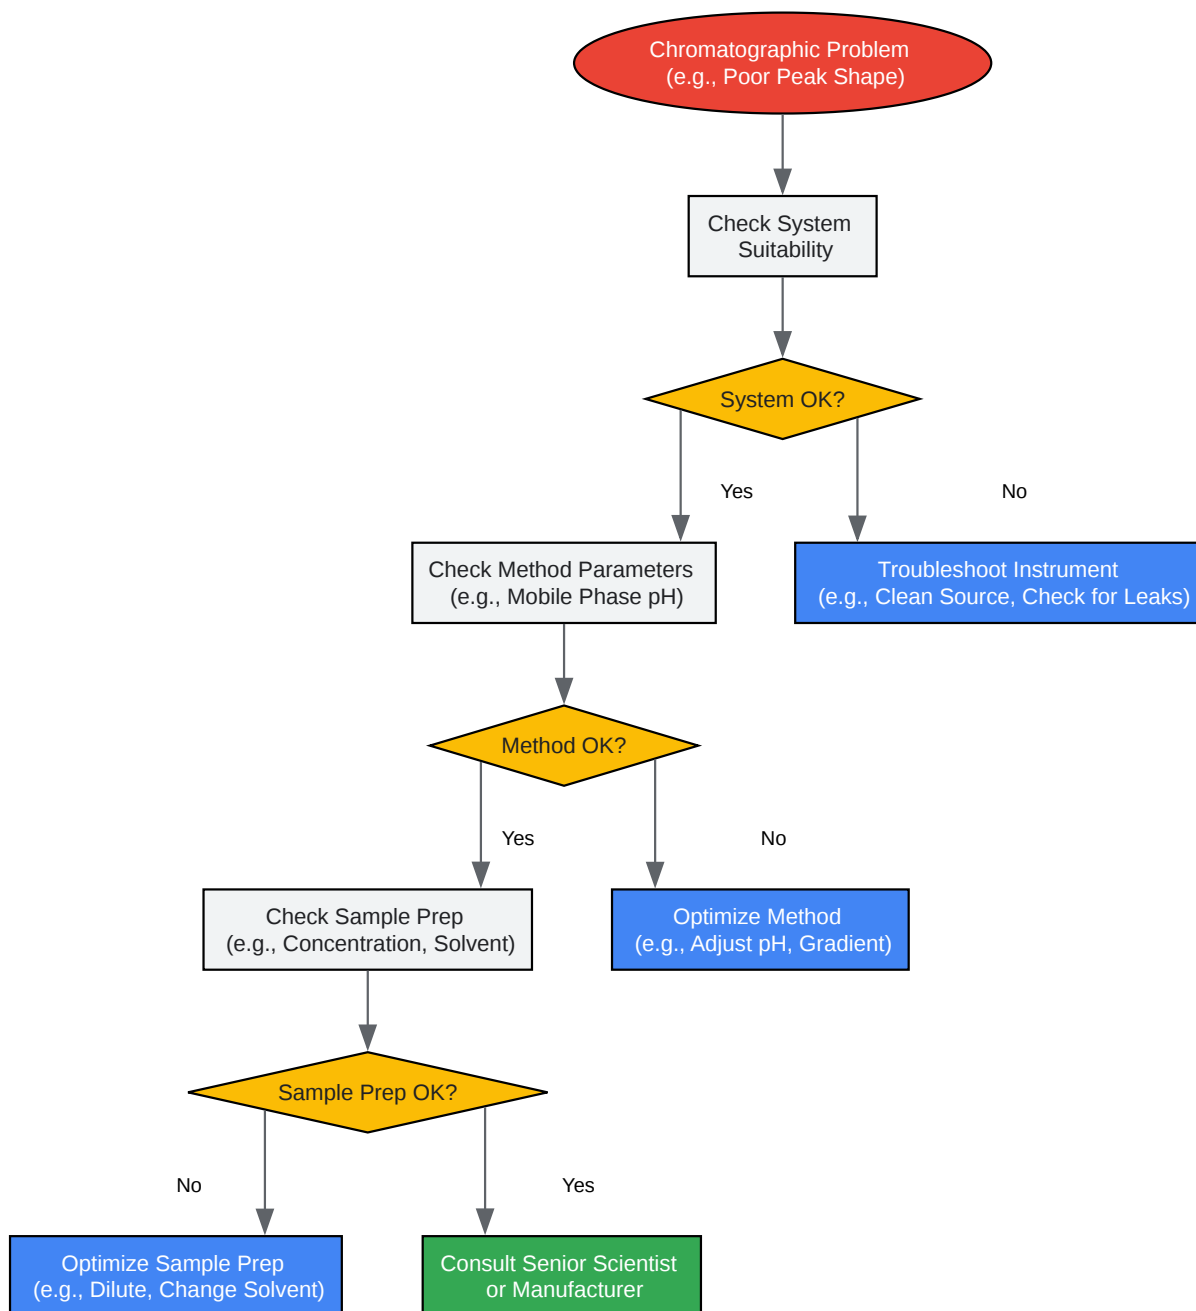 Chromatographic Problem
(e.g., Poor Peak Shape)
Check System
Suitability
System OK?
Yes
No
Check Method Parameters
(e.g., Mobile Phase pH)
Troubleshoot Instrument
(e.g., Clean Source, Check for Leaks)
Method OK?
Yes
No
Check Sample Prep
(e.g., Concentration, Solvent)
Optimize Method
(e.g., Adjust pH, Gradient)
Sample Prep OK?
No
Yes
Optimize Sample Prep
(e.g., Dilute, Change Solvent)
Consult Senior Scientist
or Manufacturer